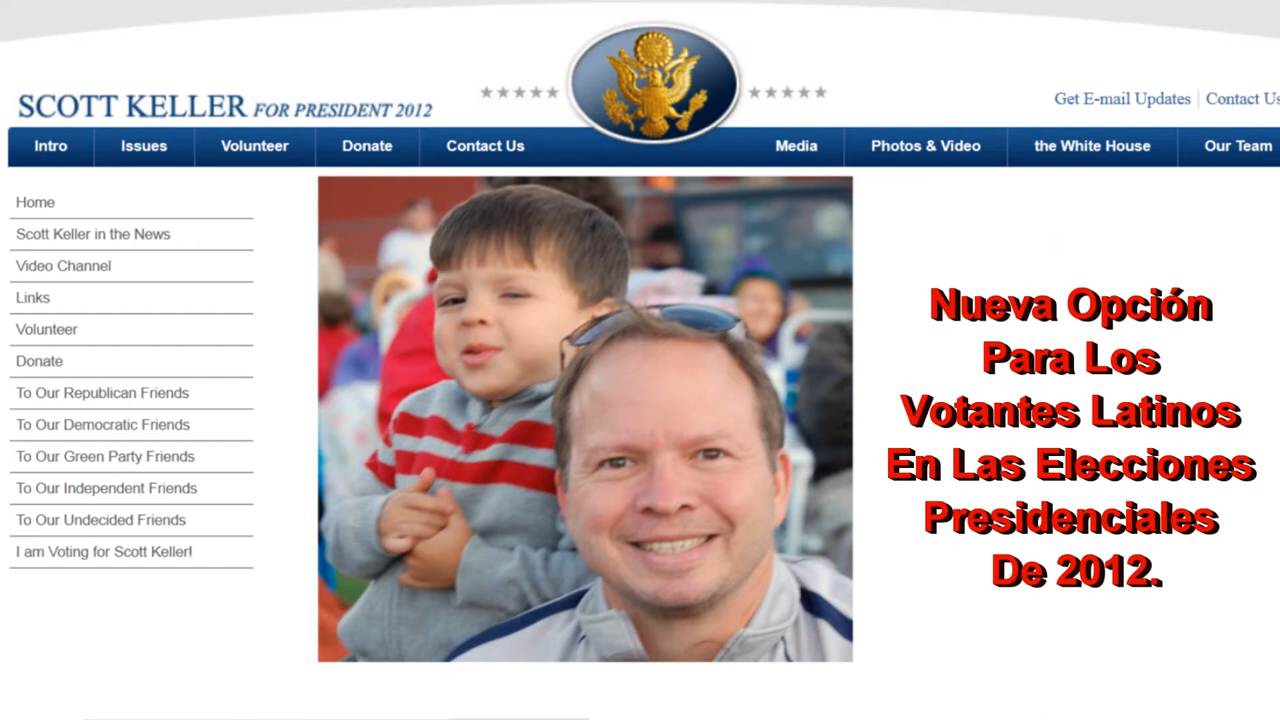 SCOTT KELLER FOR PRESIDENT 2012
Get E-mail Updates
Contact Us
Intro
Issues
Volunteer
Donate
Contact Us
Media
Photos & Video
the White House
Our Team
Home
Scott Keller in the News
Video Channel
Links
Volunteer
Donate
To Our Republican Friends
To Our Democratic Friends
To Our Green Party Friends
To Our Independent Friends
To Our Undecided Friends
I am Voting for Scott Keller!
Nueva Opción
Para Los
Votantes Latinos
En Las Elecciones
Presidenciales
De 2012.